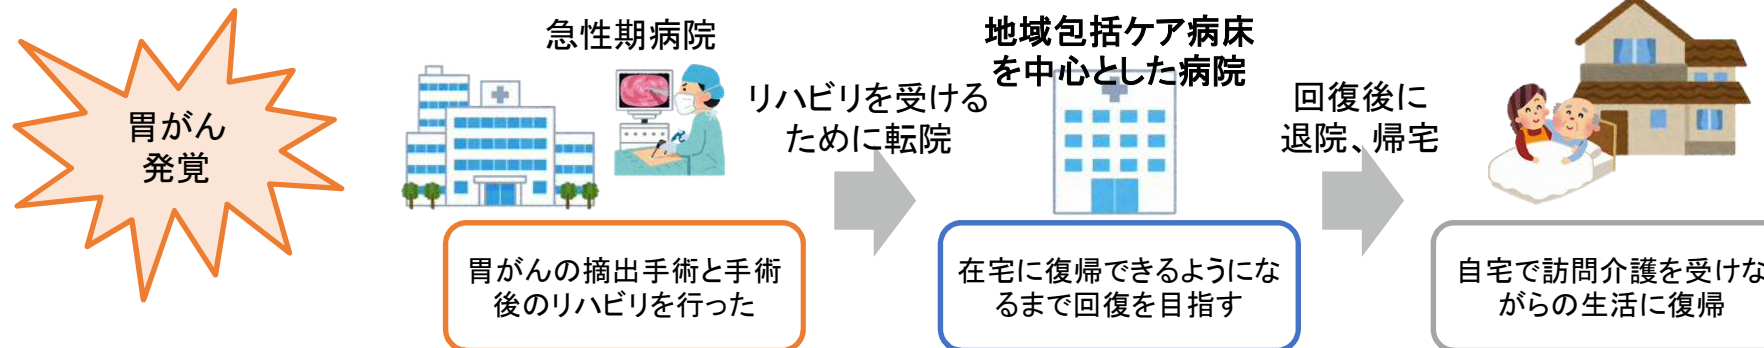 胃がん
発覚
急性期病院
胃がんの摘出手術と手術
後のリハビリを行った
リハビリを受ける
ために転院
地域包括ケア病床
を中心とした病院
在宅に復帰できるようにな
るまで回復を目指す
回復後に
退院、帰宅
自宅で訪問介護を受けな
がらの生活に復帰